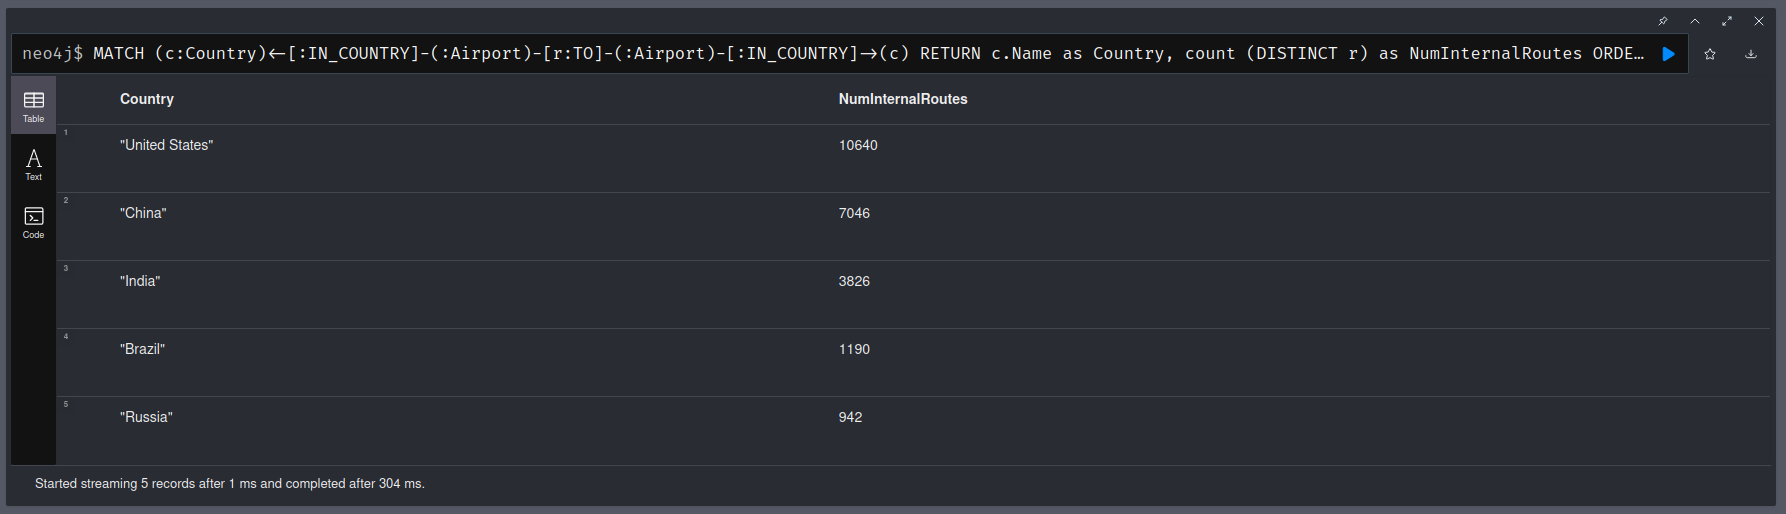 neo4j$ MATCH (c:Country)<-[:IN_COUNTRY]-(:Airport)-[r:TO]-(:Airport)-[:IN_COUNTRY]->(c) RETURN c.Name as Country, count (DISTINCT r) as NumInternalRoutes ORDE…
Table
Text
Code
Country NumInternalRoutes
1 "United States" 10640
2 "China" 7046
3 "India" 3826
4 "Brazil" 1190
5 "Russia" 942
Started streaming 5 records after 1 ms and completed after 304 ms.